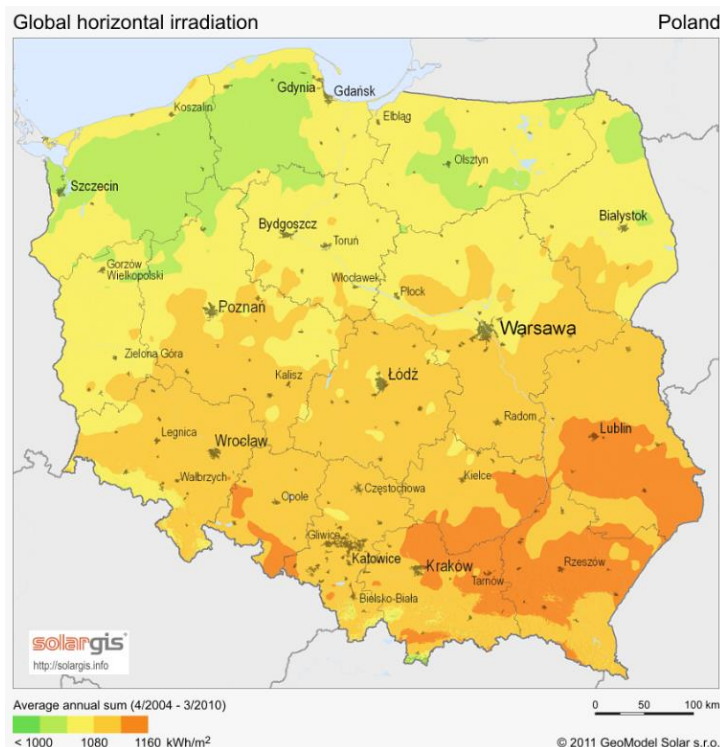 Global horizontal irradiation
Poland
Gdynia
Gdańsk
Koszalin
Elbląg
Olsztyn
Szczecin
Białystok
Bydgoszcz
Toruń
Gorzów
Wielkopolski
Włocławek
Płock
Poznań
Warsawa
Zielona Góra
Kalisz
Łódź
Radom
Lublin
Legnica
Wrocław
Wałbrzych
Opole
Częstochowa
Kielce
Gliwice
Katowice
Kraków
Tarnów
Rzeszów
Bielsko-Biała
solargis®
http://solargis.info
Average annual sum (4/2004 - 3/2010)
0 50 100 km
< 1000 1080 1160 kWh/m²
© 2011 GeoModel Solar s.r.o.